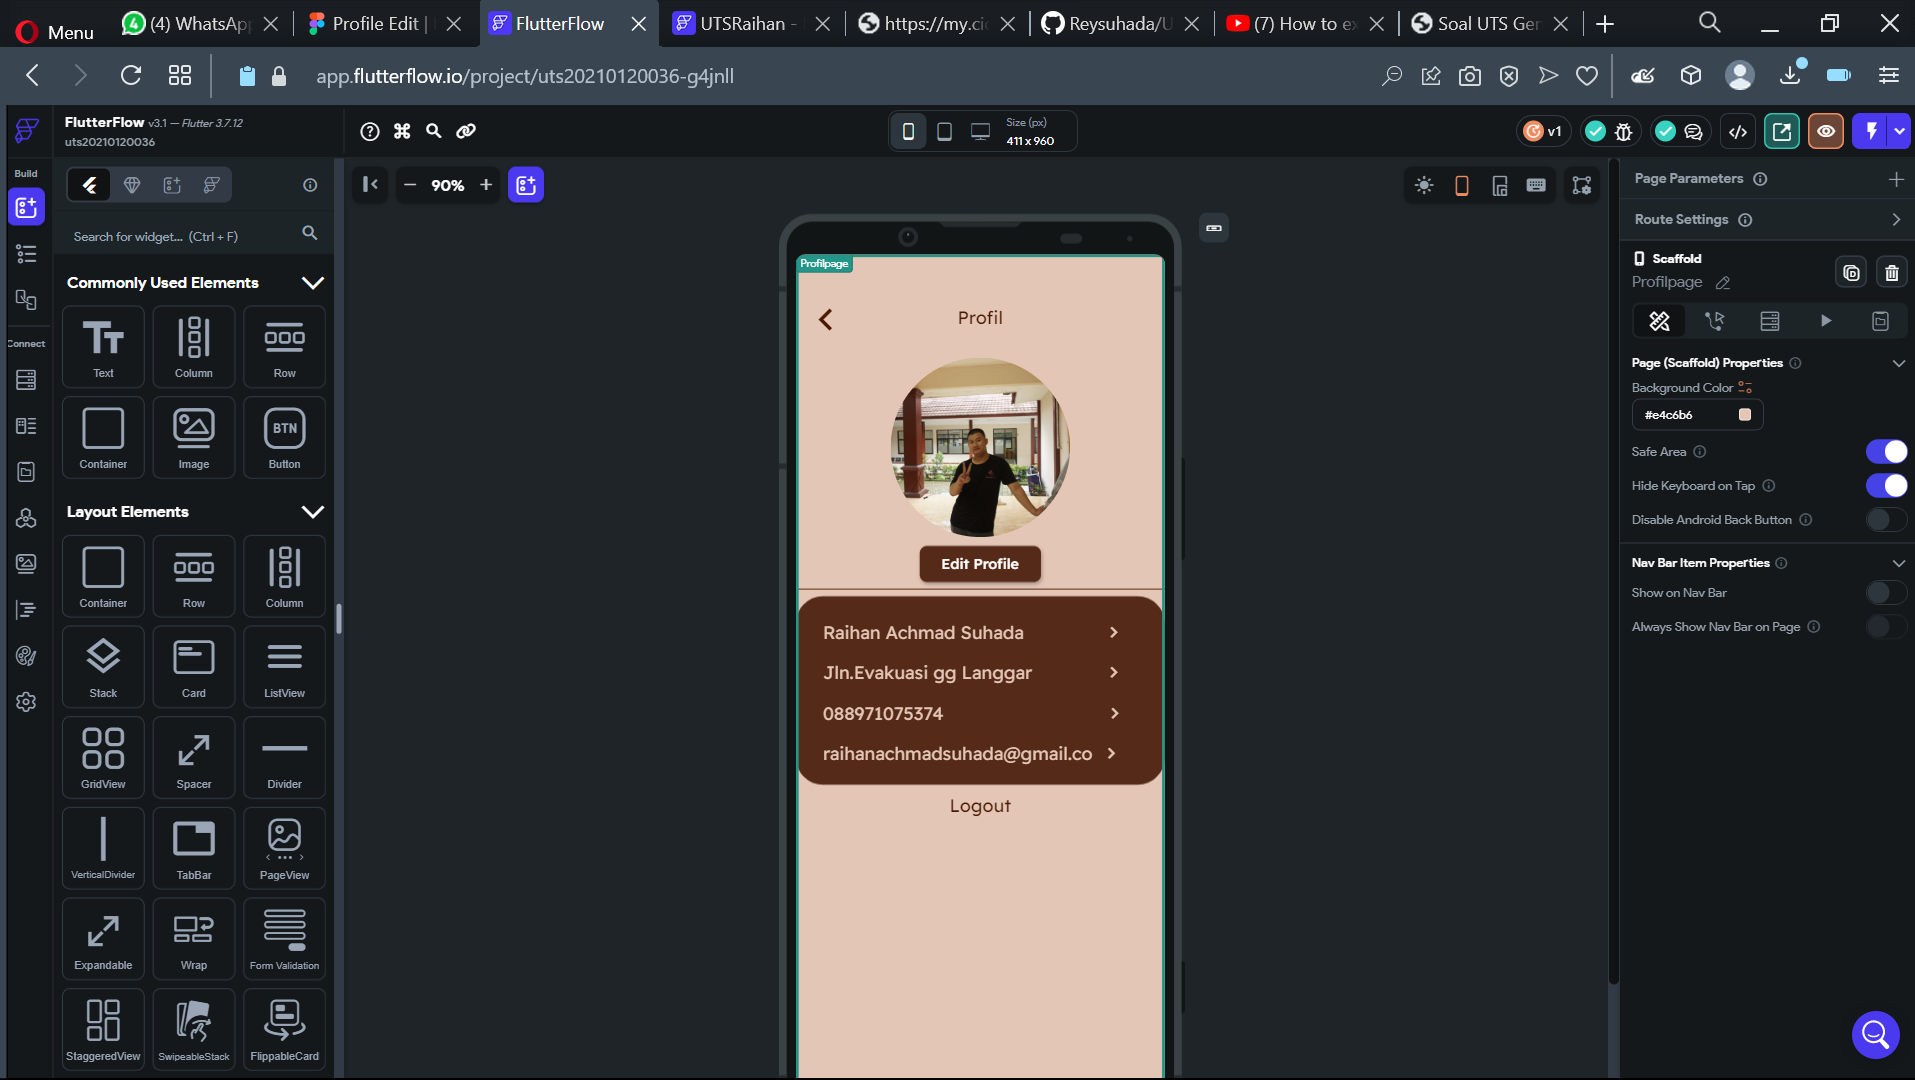 Menu
(4) WhatsAp
Profile Edit |
FlutterFlow
UTSRaihan -
https://my.cic
Reysuhada/U
(7) How to ex
Soal UTS Gen
app.flutterflow.io/project/uts20210120036-g4jnll
FlutterFlow v3.1 — Flutter 3.7.12
uts20210120036
Size (px)
411 x 960
v1
Build
90%
Page Parameters
Search for widget... (Ctrl + F)
Route Settings
Commonly Used Elements
Scaffold
Profilpage
Text
Column
Row
Connect
Container
Image
BTN
Button
Page (Scaffold) Properties
Background Color
#e4c6b6
Safe Area
Hide Keyboard on Tap
Disable Android Back Button
Nav Bar Item Properties
Show on Nav Bar
Always Show Nav Bar on Page
Layout Elements
Container
Row
Column
Stack
Card
ListView
GridView
Spacer
Divider
VerticalDivider
TabBar
PageView
Expandable
Wrap
Form Validation
StaggeredView
SwipeableStack
FlippableCard
Profilpage
Profil
Edit Profile
Raihan Achmad Suhada
Jln.Evakuasi gg Langgar
088971075374
raihanachmadsuhada@gmail.co
Logout